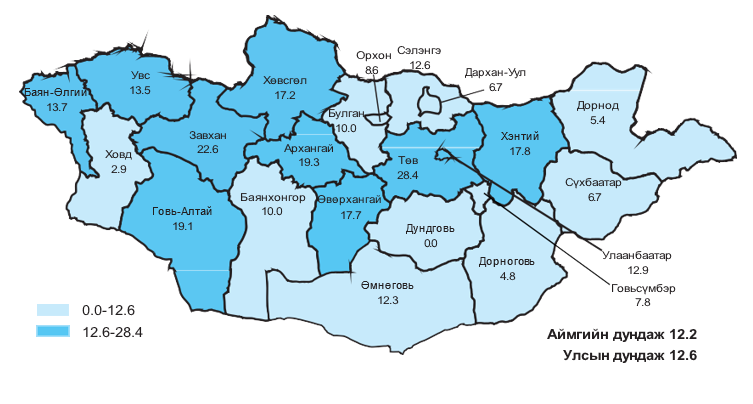 Орхон
8.6
Сэлэнгэ
12.6
Дархан-Уул
6.7
Увс
13.5
Баян-Өлгий
13.7
Хөвсгөл
17.2
Дорнод
5.4
Булган
10.0
Завхан
22.6
Хэнтий
17.8
Архангай
19.3
Ховд
2.9
Төв
28.4
Сүхбаатар
6.7
Баянхонгор
10.0
Өвөрхангай
17.7
Говь-Алтай
19.1
Дундговь
0.0
Улаанбаатар
12.9
Дорноговь
4.8
Өмнөговь
12.3
Говьсүмбэр
7.8
0.0-12.6
12.6-28.4
Аймгийн дундаж 12.2
Улсын дундаж 12.6